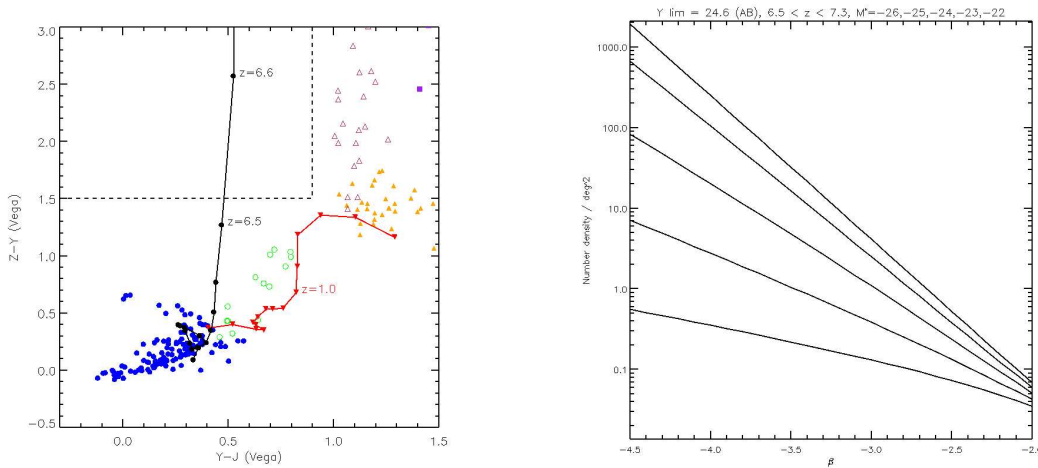 3.0
2.5
2.0
1.5
1.0
0.5
0.0
-0.5
Z-Y (Vega)
z=6.6
z=6.5
z=1.0
0.0 0.5 1.0 1.5
Y-J (Vega)
Y lim = 24.6 (AB), 6.5 < z < 7.3, M*=-26,-25,-24,-23,-22
1000.0
100.0
10.0
1.0
0.1
Number density / deg^2
-4.5 -4.0 -3.5 -3.0 -2.5
β